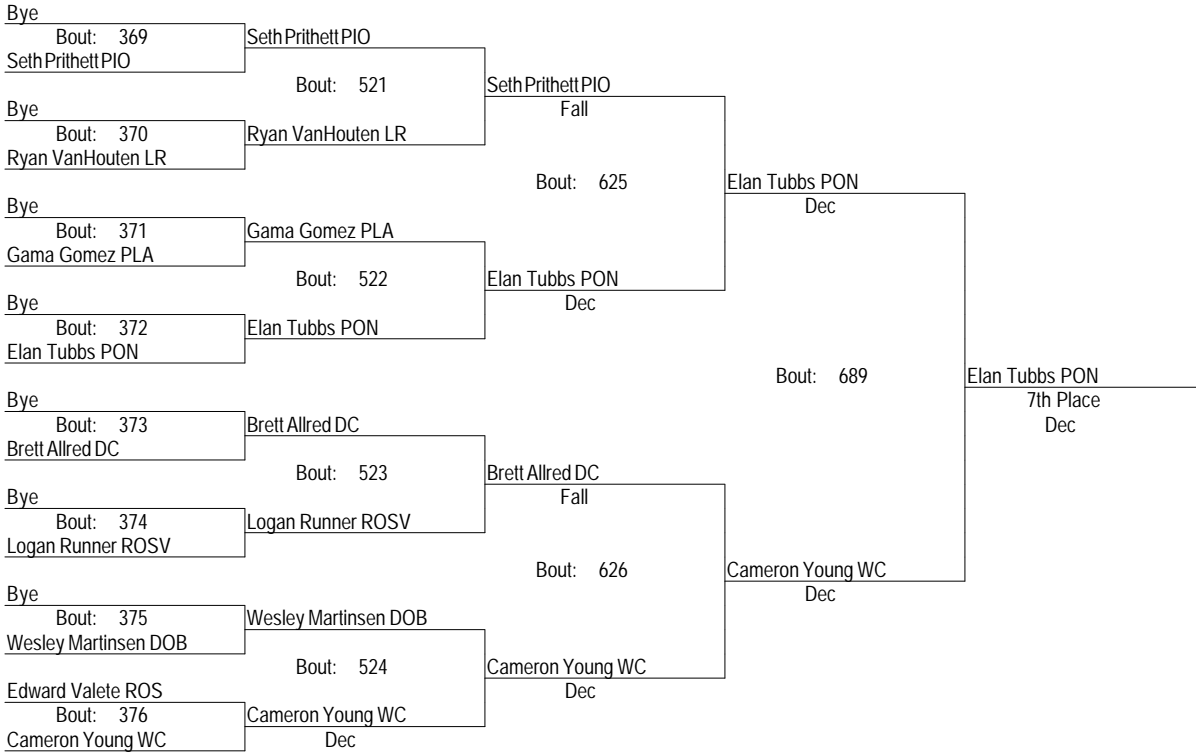 Bye
Bout: 369
Seth Prithett PIO
Seth Prithett PIO
Bout: 521
Seth Prithett PIO
Fall
Bye
Bout: 370
Ryan VanHouten LR
Ryan VanHouten LR
Bout: 625
Elan Tubbs PON
Dec
Bye
Bout: 371
Gama Gomez PLA
Gama Gomez PLA
Bout: 522
Elan Tubbs PON
Dec
Bye
Bout: 372
Elan Tubbs PON
Elan Tubbs PON
Bout: 689
Elan Tubbs PON
7th Place
Dec
Bye
Bout: 373
Brett Allred DC
Brett Allred DC
Bout: 523
Brett Allred DC
Fall
Bye
Bout: 374
Logan Runner ROSV
Logan Runner ROSV
Bout: 626
Cameron Young WC
Dec
Bye
Bout: 375
Wesley Martinsen DOB
Wesley Martinsen DOB
Bout: 524
Cameron Young WC
Dec
Edward Valete ROS
Bout: 376
Cameron Young WC
Cameron Young WC
Dec